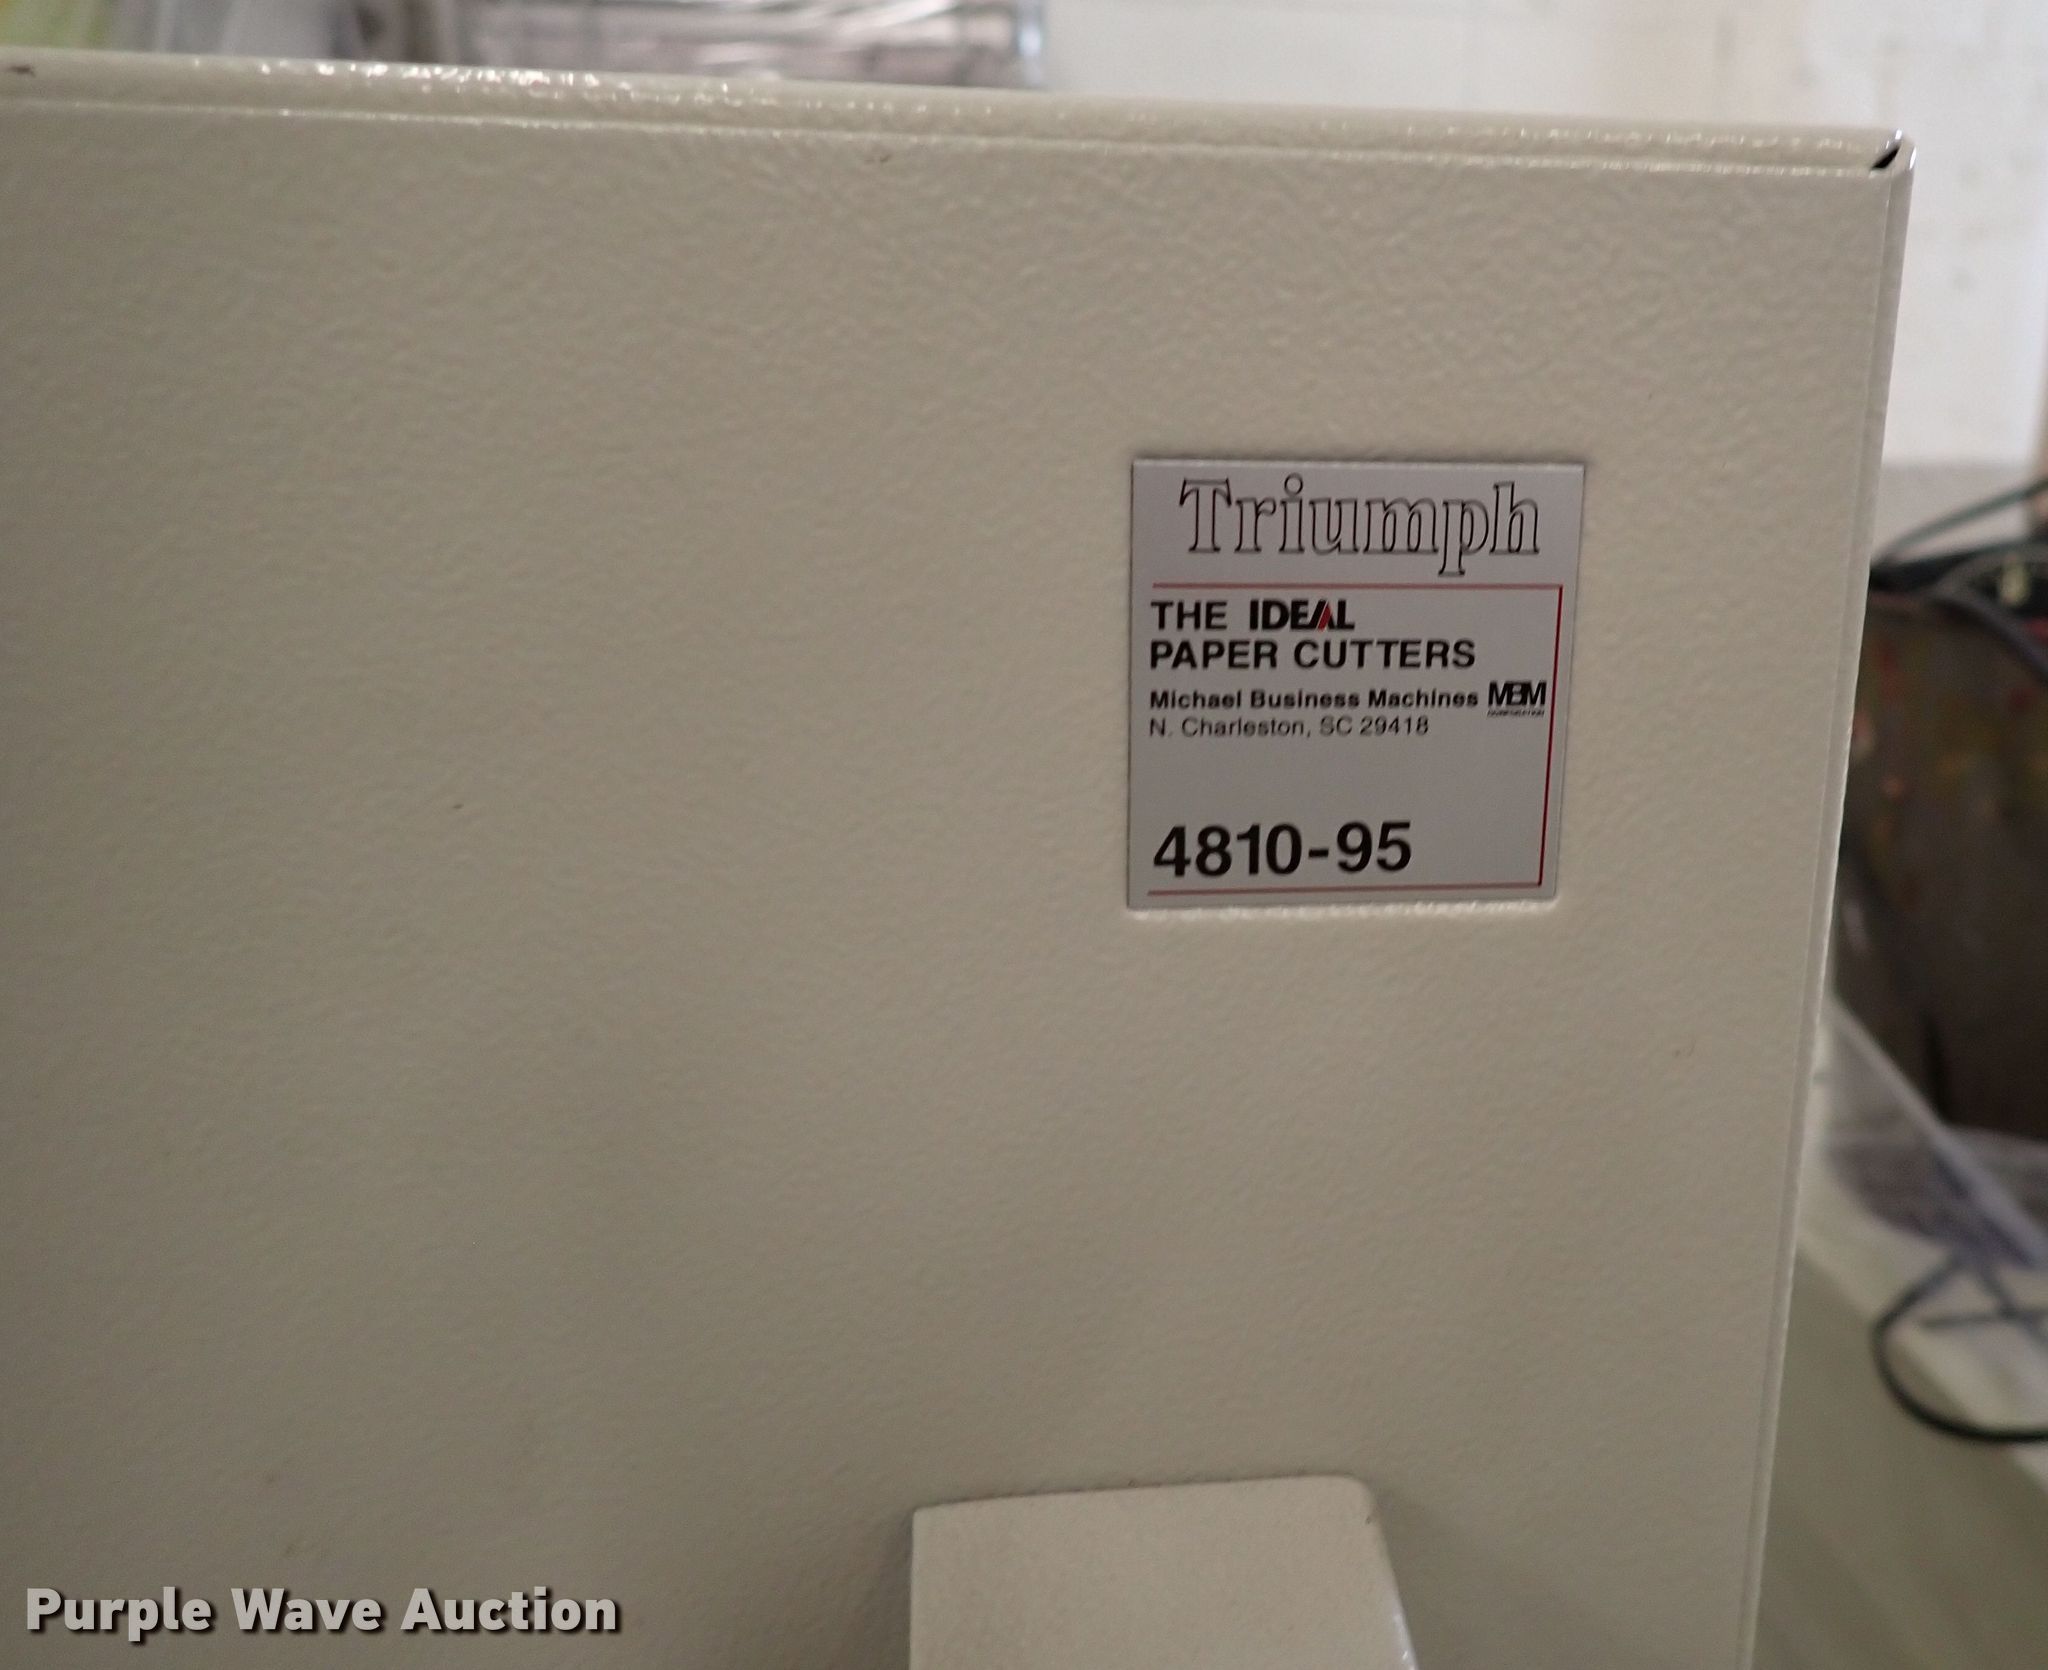 Triumph
THE IDEAL
PAPER CUTTERS
Michael Business Machines MBM
N. Charleston, SC 29418
4810-95
Purple Wave Auction